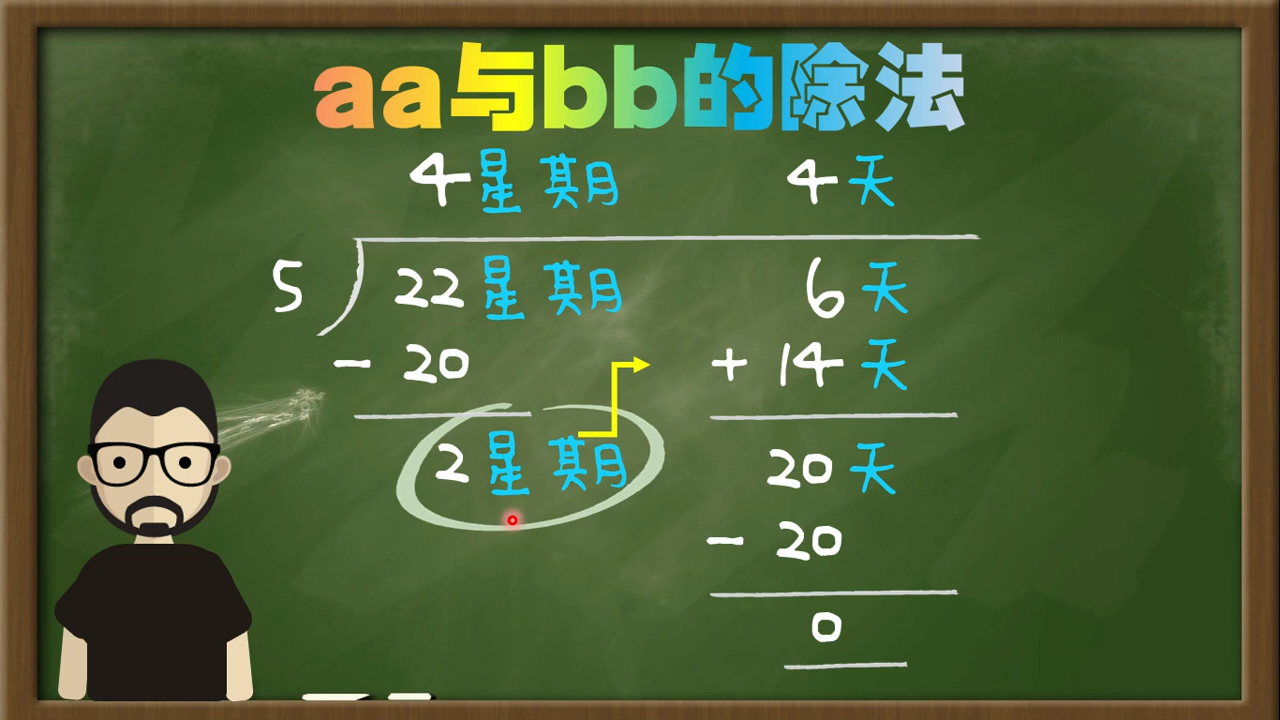 aa与bb的除法
4星期 4天
5 22星期 6天
- 20 + 14天
2星期 20天
- 20
0